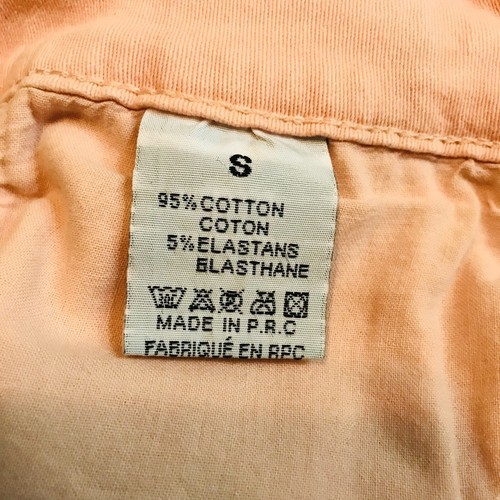 S
95% COTTON
COTON
5% ELASTANS
ELASTHANE
MADE IN P.R.C
FABRIQUÉ EN RPC